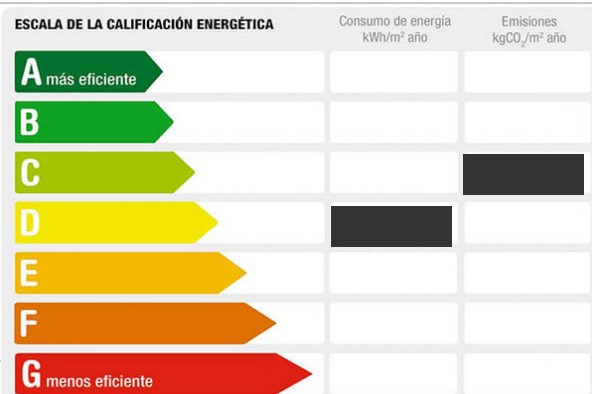 ESCALA DE LA CALIFICACIÓN ENERGÉTICA
Consumo de energía
kWh/m² año
Emisiones
kgCO₂/m² año
A más eficiente
B
C
D
E
F
G menos eficiente